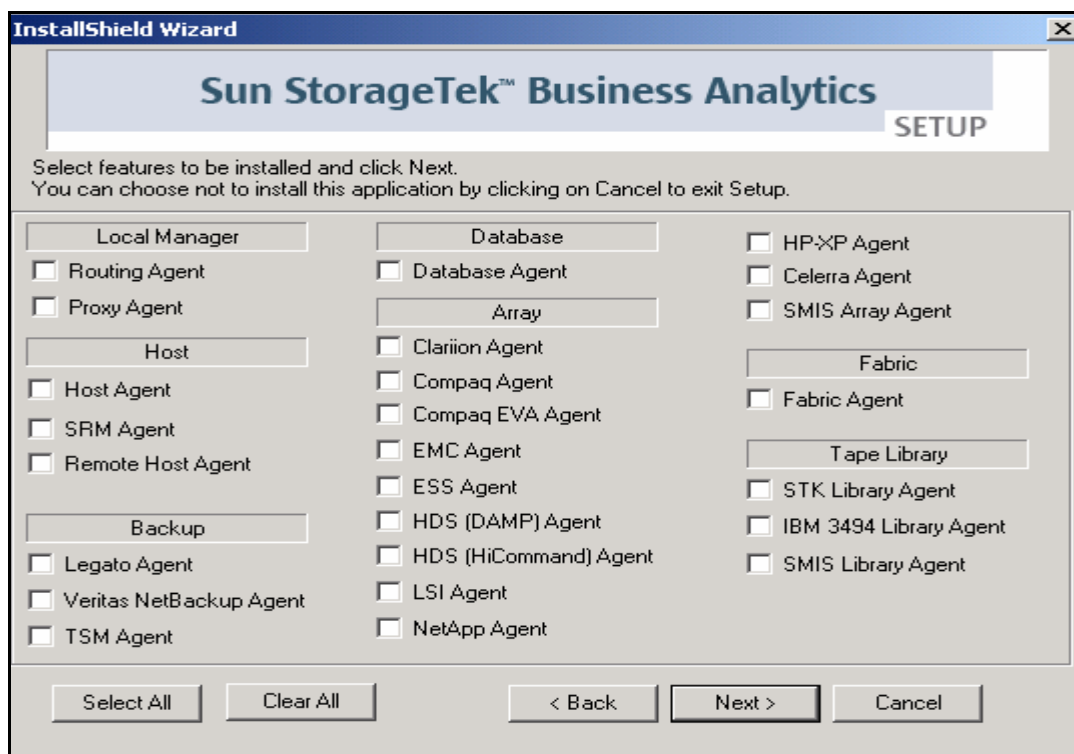 InstallShield Wizard
Sun StorageTek™ Business Analytics
SETUP
Select features to be installed and click Next.
You can choose not to install this application by clicking on Cancel to exit Setup.
Local Manager
Routing Agent
Proxy Agent
Host
Host Agent
SRM Agent
Remote Host Agent
Backup
Legato Agent
Veritas NetBackup Agent
TSM Agent
Database
Database Agent
Array
Clariion Agent
Compaq Agent
Compaq EVA Agent
EMC Agent
ESS Agent
HDS (DAMP) Agent
HDS (HiCommand) Agent
LSI Agent
NetApp Agent
HP-XP Agent
Celerra Agent
SMIS Array Agent
Fabric
Fabric Agent
Tape Library
STK Library Agent
IBM 3494 Library Agent
SMIS Library Agent
Select All
Clear All
< Back
Next >
Cancel